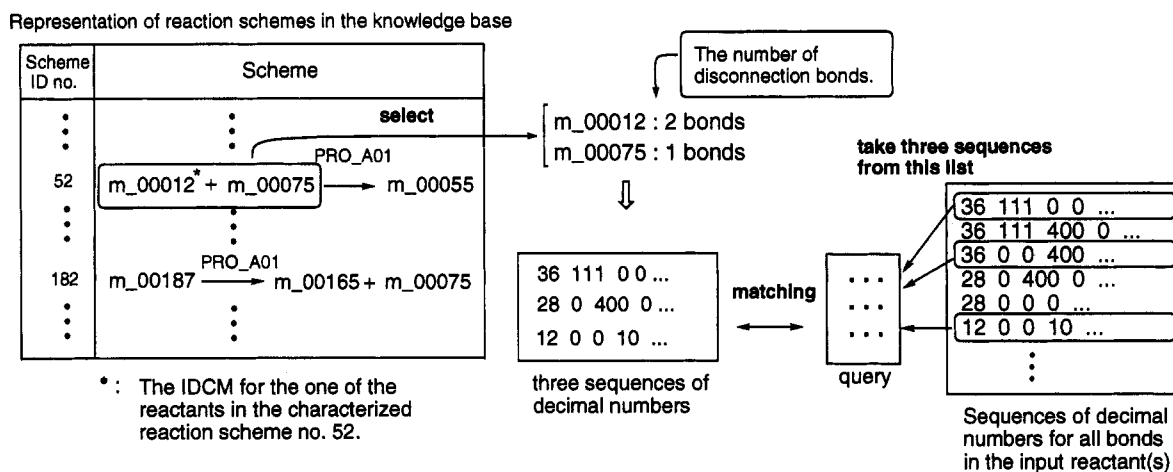 Representation of reaction schemes in the knowledge base
Scheme
ID no.
Scheme
52
m_00012* + m_00075
PRO_A01
m_00055
182
m_00187
PRO_A01
m_00165 + m_00075
* : The IDCM for the one of the
reactants in the characterized
reaction scheme no. 52.
select
The number of
disconnection bonds.
m_00012 : 2 bonds
m_00075 : 1 bonds
36 111 0 0 ...
28 0 400 0 ...
12 0 0 10 ...
three sequences of
decimal numbers
matching
...
...
...
query
take three sequences
from this list
36 111 0 0 ...
36 111 400 0 ...
36 0 0 400 ...
28 0 400 0 ...
28 0 0 0 ...
12 0 0 10 ...
Sequences of decimal
numbers for all bonds
in the input reactant(s)